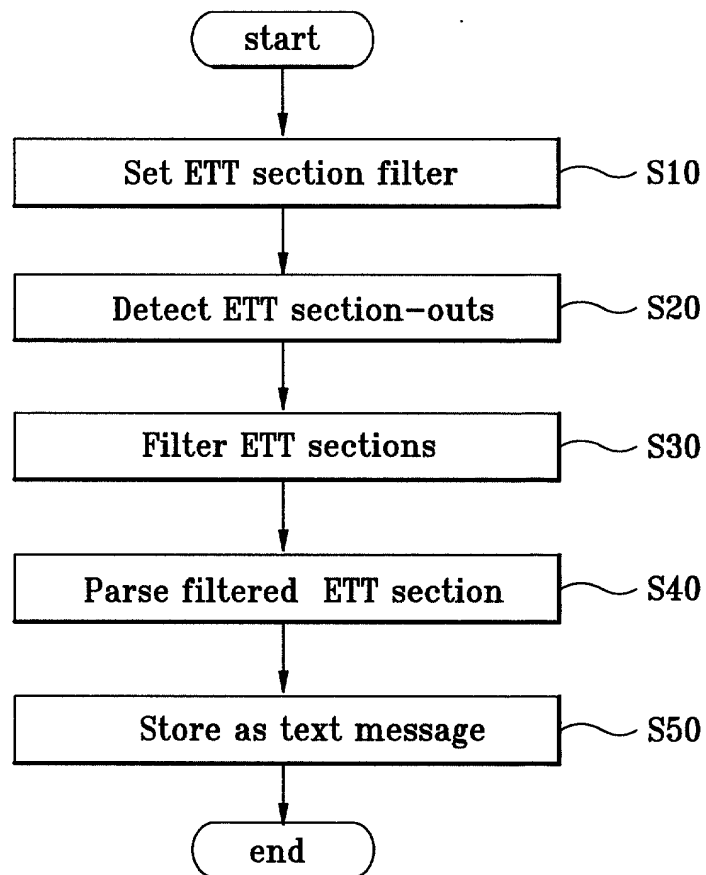 start
Set ETT section filter S10
Detect ETT section-outs S20
Filter ETT sections S30
Parse filtered ETT section S40
Store as text message S50
end